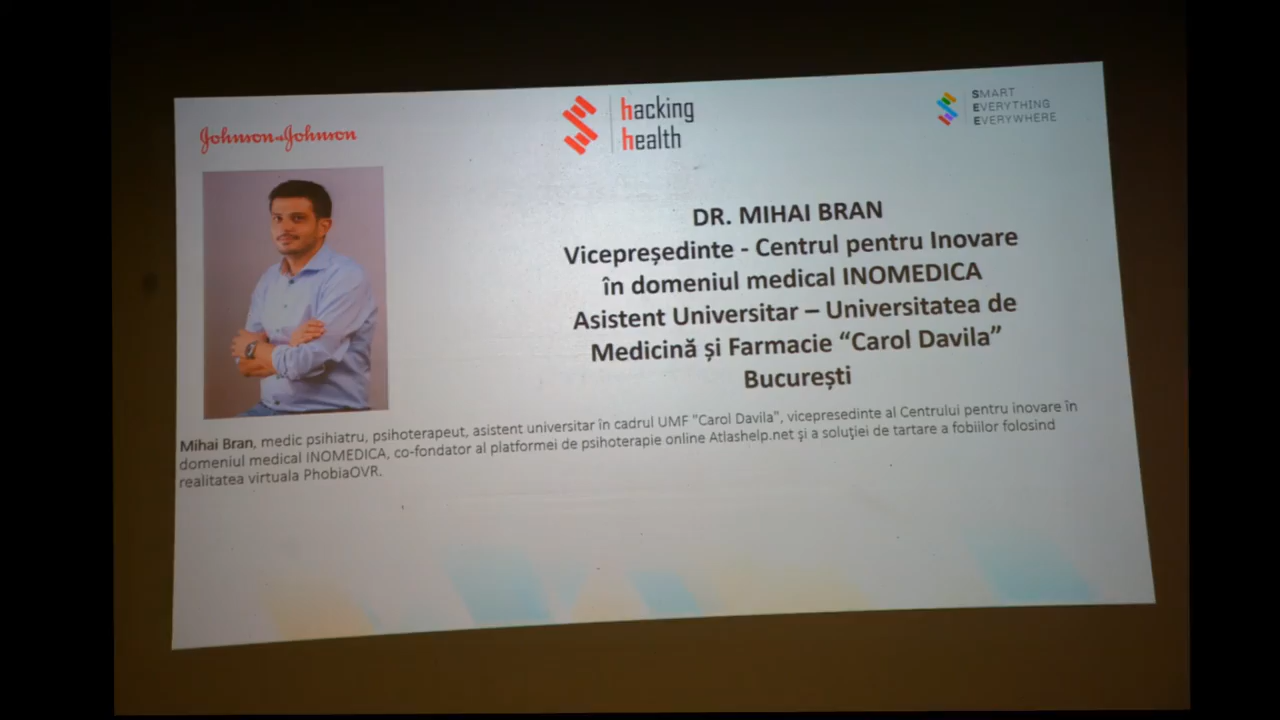 Johnson & Johnson
hacking
health
SMART
EVERYTHING
EVERYWHERE
DR. MIHAI BRAN
Vicepreședinte - Centrul pentru Inovare
în domeniul medical INOMEDICA
Asistent Universitar – Universitatea de
Medicină și Farmacie “Carol Davila”
București
Mihai Bran, medic psihiatru, psihoterapeut, asistent universitar în cadrul UMF "Carol Davila", vicepresedinte al Centrului pentru inovare în
domeniul medical INOMEDICA, co-fondator al platformei de psihoterapie online Atlashelp.net şi a soluţiei de tartare a fobiilor folosind
realitatea virtuala PhobiaOVR.